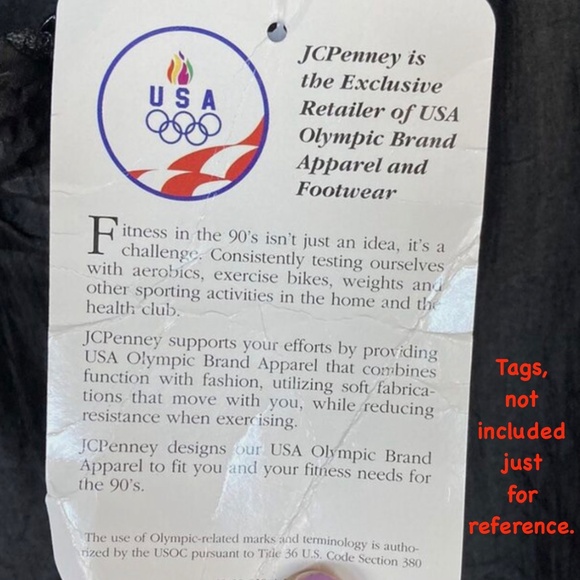 USA
JCPenney is
the Exclusive
Retailer of USA
Olympic Brand
Apparel and
Footwear
Fitness in the 90's isn't just an idea, it's a
challenge. Consistently testing ourselves
with aerobics, exercise bikes, weights and
other sporting activities in the home and the
health club.
JCPenney supports your efforts by providing
USA Olympic Brand Apparel that combines
function with fashion, utilizing soft fabrica-
tions that move with you, while reducing
resistance when exercising.
JCPenney designs our USA Olympic Brand
Apparel to fit you and your fitness needs for
the 90's.
The use of Olympic-related marks and terminology is autho-
rized by the USOC pursuant to Title 36 U.S. Code Section 380
Tags,
not
included
just
for
reference.